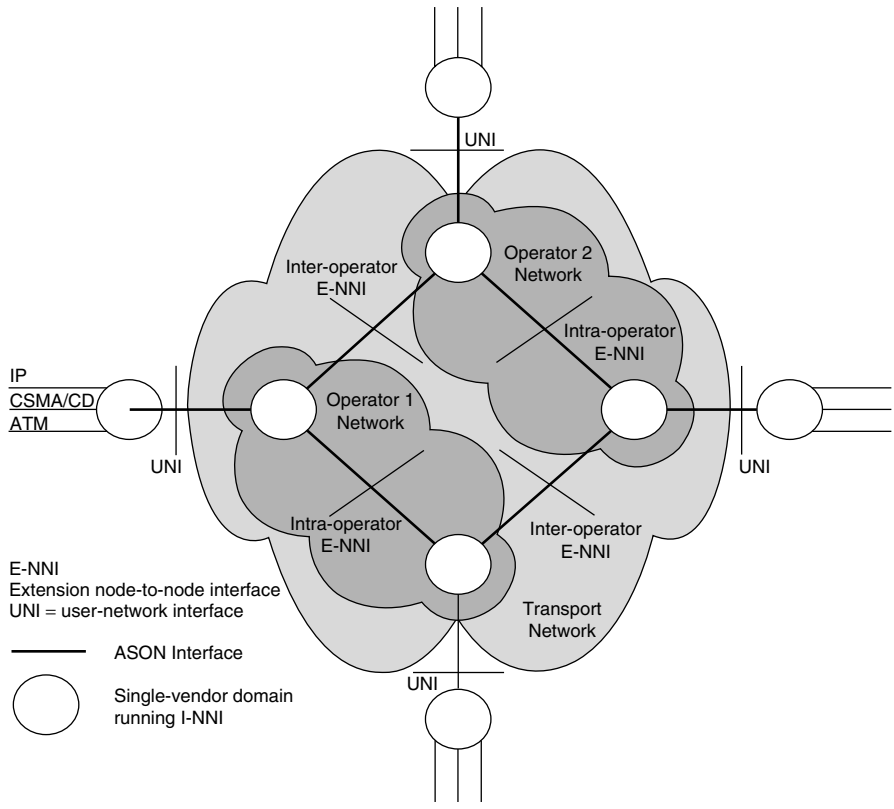 UNI
Operator 2
Network
Inter-operator
E-NNI
Intra-operator
E-NNI
IP
CSMA/CD
ATM
UNI
Operator 1
Network
UNI
Intra-operator
E-NNI
Inter-operator
E-NNI
E-NNI
Extension node-to-node interface
UNI = user-network interface
Transport
Network
ASON Interface
UNI
Single-vendor domain
running I-NNI